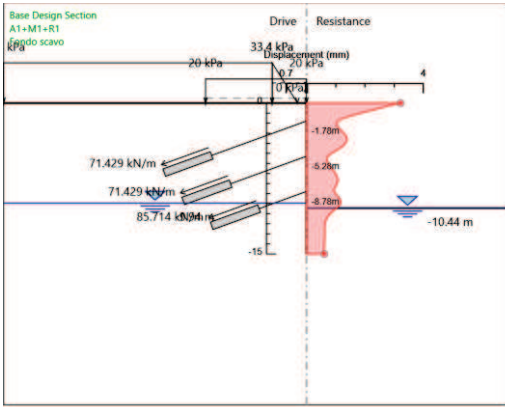 Base Design Section
A1+M1+R1
Fondo scavo
Drive
Resistance
kPa
33.4 kPa
Displacement (mm)
20 kPa
20 kPa
0.7
4
0 kPa
0
-1.78m
71.429 kN/m
-5.28m
71.429 kN/m
-8.78m
85.714 kN/m
-10.44 m
-15